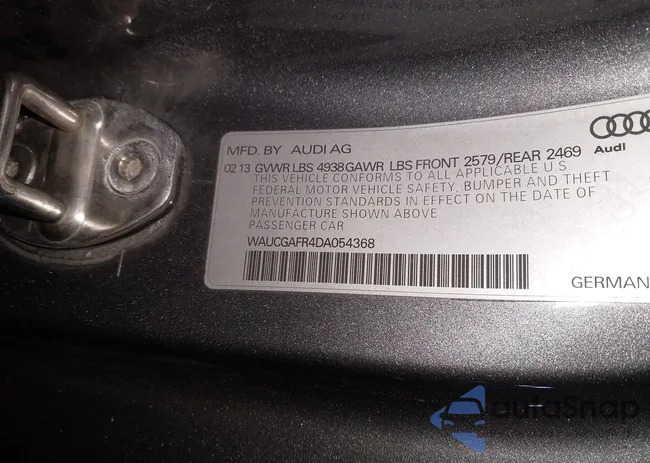 MFD. BY AUDI AG
Audi
02 13 GVWR LBS 4938 GAWR LBS FRONT 2579/REAR 2469
THIS VEHICLE CONFORMS TO ALL APPLICABLE U.S
FEDERAL MOTOR VEHICLE SAFETY, BUMPER AND THEFT
PREVENTION STANDARDS IN EFFECT ON THE DATE OF
MANUFACTURE SHOWN ABOVE
PASSENGER CAR
WAUCGAFR4DA054368
GERMAN
autoSnap